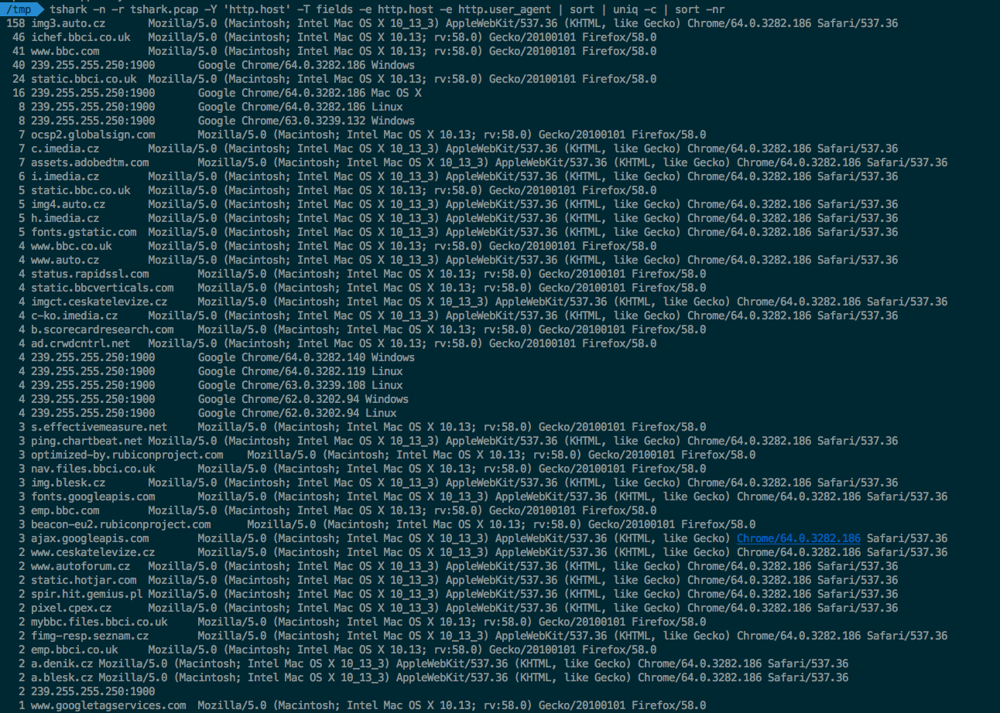 /tmp tshark -n -r tshark.pcap -Y 'http.host' -T fields -e http.host -e http.user_agent | sort | uniq -c | sort -nr
158 img3.auto.cz Mozilla/5.0 (Macintosh; Intel Mac OS X 10_13_3) AppleWebKit/537.36 (KHTML, like Gecko) Chrome/64.0.3282.186 Safari/537.36
46 ichef.bbci.co.uk Mozilla/5.0 (Macintosh; Intel Mac OS X 10.13; rv:58.0) Gecko/20100101 Firefox/58.0
41 www.bbc.com Mozilla/5.0 (Macintosh; Intel Mac OS X 10.13; rv:58.0) Gecko/20100101 Firefox/58.0
40 239.255.255.250:1900 Google Chrome/64.0.3282.186 Windows
24 static.bbci.co.uk Mozilla/5.0 (Macintosh; Intel Mac OS X 10.13; rv:58.0) Gecko/20100101 Firefox/58.0
16 239.255.255.250:1900 Google Chrome/64.0.3282.186 Mac OS X
8 239.255.255.250:1900 Google Chrome/64.0.3282.186 Linux
8 239.255.255.250:1900 Google Chrome/63.0.3239.132 Windows
7 ocsp2.globalsign.com Mozilla/5.0 (Macintosh; Intel Mac OS X 10.13; rv:58.0) Gecko/20100101 Firefox/58.0
7 c.imedia.cz Mozilla/5.0 (Macintosh; Intel Mac OS X 10_13_3) AppleWebKit/537.36 (KHTML, like Gecko) Chrome/64.0.3282.186 Safari/537.36
7 assets.adobedtm.com Mozilla/5.0 (Macintosh; Intel Mac OS X 10_13_3) AppleWebKit/537.36 (KHTML, like Gecko) Chrome/64.0.3282.186 Safari/537.36
6 i.imedia.cz Mozilla/5.0 (Macintosh; Intel Mac OS X 10_13_3) AppleWebKit/537.36 (KHTML, like Gecko) Chrome/64.0.3282.186 Safari/537.36
5 static.bbc.co.uk Mozilla/5.0 (Macintosh; Intel Mac OS X 10.13; rv:58.0) Gecko/20100101 Firefox/58.0
5 img4.auto.cz Mozilla/5.0 (Macintosh; Intel Mac OS X 10_13_3) AppleWebKit/537.36 (KHTML, like Gecko) Chrome/64.0.3282.186 Safari/537.36
5 h.imedia.cz Mozilla/5.0 (Macintosh; Intel Mac OS X 10_13_3) AppleWebKit/537.36 (KHTML, like Gecko) Chrome/64.0.3282.186 Safari/537.36
5 fonts.gstatic.com Mozilla/5.0 (Macintosh; Intel Mac OS X 10_13_3) AppleWebKit/537.36 (KHTML, like Gecko) Chrome/64.0.3282.186 Safari/537.36
4 www.bbc.co.uk Mozilla/5.0 (Macintosh; Intel Mac OS X 10.13; rv:58.0) Gecko/20100101 Firefox/58.0
4 www.auto.cz Mozilla/5.0 (Macintosh; Intel Mac OS X 10_13_3) AppleWebKit/537.36 (KHTML, like Gecko) Chrome/64.0.3282.186 Safari/537.36
4 status.rapidssl.com Mozilla/5.0 (Macintosh; Intel Mac OS X 10.13; rv:58.0) Gecko/20100101 Firefox/58.0
4 static.bbcverticals.com Mozilla/5.0 (Macintosh; Intel Mac OS X 10.13; rv:58.0) Gecko/20100101 Firefox/58.0
4 imgct.ceskatelevize.cz Mozilla/5.0 (Macintosh; Intel Mac OS X 10_13_3) AppleWebKit/537.36 (KHTML, like Gecko) Chrome/64.0.3282.186 Safari/537.36
4 c-ko.imedia.cz Mozilla/5.0 (Macintosh; Intel Mac OS X 10_13_3) AppleWebKit/537.36 (KHTML, like Gecko) Chrome/64.0.3282.186 Safari/537.36
4 b.scorecardresearch.com Mozilla/5.0 (Macintosh; Intel Mac OS X 10.13; rv:58.0) Gecko/20100101 Firefox/58.0
4 ad.crwdcntrl.net Mozilla/5.0 (Macintosh; Intel Mac OS X 10.13; rv:58.0) Gecko/20100101 Firefox/58.0
4 239.255.255.250:1900 Google Chrome/64.0.3282.140 Windows
4 239.255.255.250:1900 Google Chrome/64.0.3282.119 Linux
4 239.255.255.250:1900 Google Chrome/63.0.3239.108 Linux
4 239.255.255.250:1900 Google Chrome/62.0.3202.94 Windows
4 239.255.255.250:1900 Google Chrome/62.0.3202.94 Linux
3 s.effectivemeasure.net Mozilla/5.0 (Macintosh; Intel Mac OS X 10.13; rv:58.0) Gecko/20100101 Firefox/58.0
3 ping.chartbeat.net Mozilla/5.0 (Macintosh; Intel Mac OS X 10_13_3) AppleWebKit/537.36 (KHTML, like Gecko) Chrome/64.0.3282.186 Safari/537.36
3 optimized-by.rubiconproject.com Mozilla/5.0 (Macintosh; Intel Mac OS X 10.13; rv:58.0) Gecko/20100101 Firefox/58.0
3 nav.files.bbci.co.uk Mozilla/5.0 (Macintosh; Intel Mac OS X 10.13; rv:58.0) Gecko/20100101 Firefox/58.0
3 img.blesk.cz Mozilla/5.0 (Macintosh; Intel Mac OS X 10_13_3) AppleWebKit/537.36 (KHTML, like Gecko) Chrome/64.0.3282.186 Safari/537.36
3 fonts.googleapis.com Mozilla/5.0 (Macintosh; Intel Mac OS X 10_13_3) AppleWebKit/537.36 (KHTML, like Gecko) Chrome/64.0.3282.186 Safari/537.36
3 emp.bbc.com Mozilla/5.0 (Macintosh; Intel Mac OS X 10.13; rv:58.0) Gecko/20100101 Firefox/58.0
3 beacon-eu2.rubiconproject.com Mozilla/5.0 (Macintosh; Intel Mac OS X 10.13; rv:58.0) Gecko/20100101 Firefox/58.0
3 ajax.googleapis.com Mozilla/5.0 (Macintosh; Intel Mac OS X 10_13_3) AppleWebKit/537.36 (KHTML, like Gecko) Chrome/64.0.3282.186 Safari/537.36
2 www.ceskatelevize.cz Mozilla/5.0 (Macintosh; Intel Mac OS X 10_13_3) AppleWebKit/537.36 (KHTML, like Gecko) Chrome/64.0.3282.186 Safari/537.36
2 www.autoforum.cz Mozilla/5.0 (Macintosh; Intel Mac OS X 10_13_3) AppleWebKit/537.36 (KHTML, like Gecko) Chrome/64.0.3282.186 Safari/537.36
2 static.hotjar.com Mozilla/5.0 (Macintosh; Intel Mac OS X 10_13_3) AppleWebKit/537.36 (KHTML, like Gecko) Chrome/64.0.3282.186 Safari/537.36
2 spir.hit.gemius.pl Mozilla/5.0 (Macintosh; Intel Mac OS X 10_13_3) AppleWebKit/537.36 (KHTML, like Gecko) Chrome/64.0.3282.186 Safari/537.36
2 pixel.cpex.cz Mozilla/5.0 (Macintosh; Intel Mac OS X 10_13_3) AppleWebKit/537.36 (KHTML, like Gecko) Chrome/64.0.3282.186 Safari/537.36
2 mybbc.files.bbci.co.uk Mozilla/5.0 (Macintosh; Intel Mac OS X 10.13; rv:58.0) Gecko/20100101 Firefox/58.0
2 fimg-resp.seznam.cz Mozilla/5.0 (Macintosh; Intel Mac OS X 10_13_3) AppleWebKit/537.36 (KHTML, like Gecko) Chrome/64.0.3282.186 Safari/537.36
2 emp.bbci.co.uk Mozilla/5.0 (Macintosh; Intel Mac OS X 10.13; rv:58.0) Gecko/20100101 Firefox/58.0
2 a.denik.cz Mozilla/5.0 (Macintosh; Intel Mac OS X 10_13_3) AppleWebKit/537.36 (KHTML, like Gecko) Chrome/64.0.3282.186 Safari/537.36
2 a.blesk.cz Mozilla/5.0 (Macintosh; Intel Mac OS X 10_13_3) AppleWebKit/537.36 (KHTML, like Gecko) Chrome/64.0.3282.186 Safari/537.36
2 239.255.255.250:1900
1 www.googletagservices.com Mozilla/5.0 (Macintosh; Intel Mac OS X 10.13; rv:58.0) Gecko/20100101 Firefox/58.0